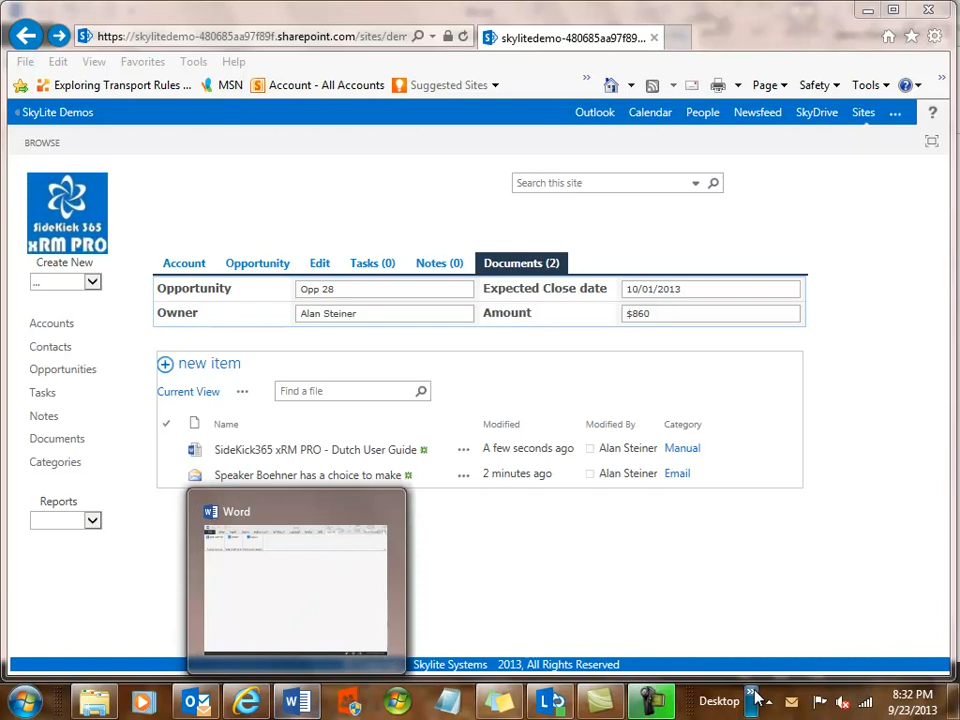 https://skylitedemo-480685aa97f89f.sharepoint.com/sites/dem
skylitedemo-480685aa97f89...
File Edit View Favorites Tools Help
Exploring Transport Rules ... MSN Account - All Accounts Suggested Sites
Page Safety Tools
SkyLite Demos Outlook Calendar People Newsfeed SkyDrive Sites ... ?
BROWSE
SideKick 365
xRM PRO
Search this site
Create New
...
Account Opportunity Edit Tasks (0) Notes (0) Documents (2)
Opportunity Opp 28 Expected Close date 10/01/2013
Owner Alan Steiner Amount $860
Accounts
Contacts
Opportunities
Tasks
Notes
Documents
Categories
Reports
new item
Current View ... Find a file
Name Modified Modified By Category
SideKick365 xRM PRO - Dutch User Guide ... A few seconds ago Alan Steiner Manual
Speaker Boehner has a choice to make ... 2 minutes ago Alan Steiner Email
Word
Skylite Systems 2013, All Rights Reserved
Desktop
8:32 PM
9/23/2013